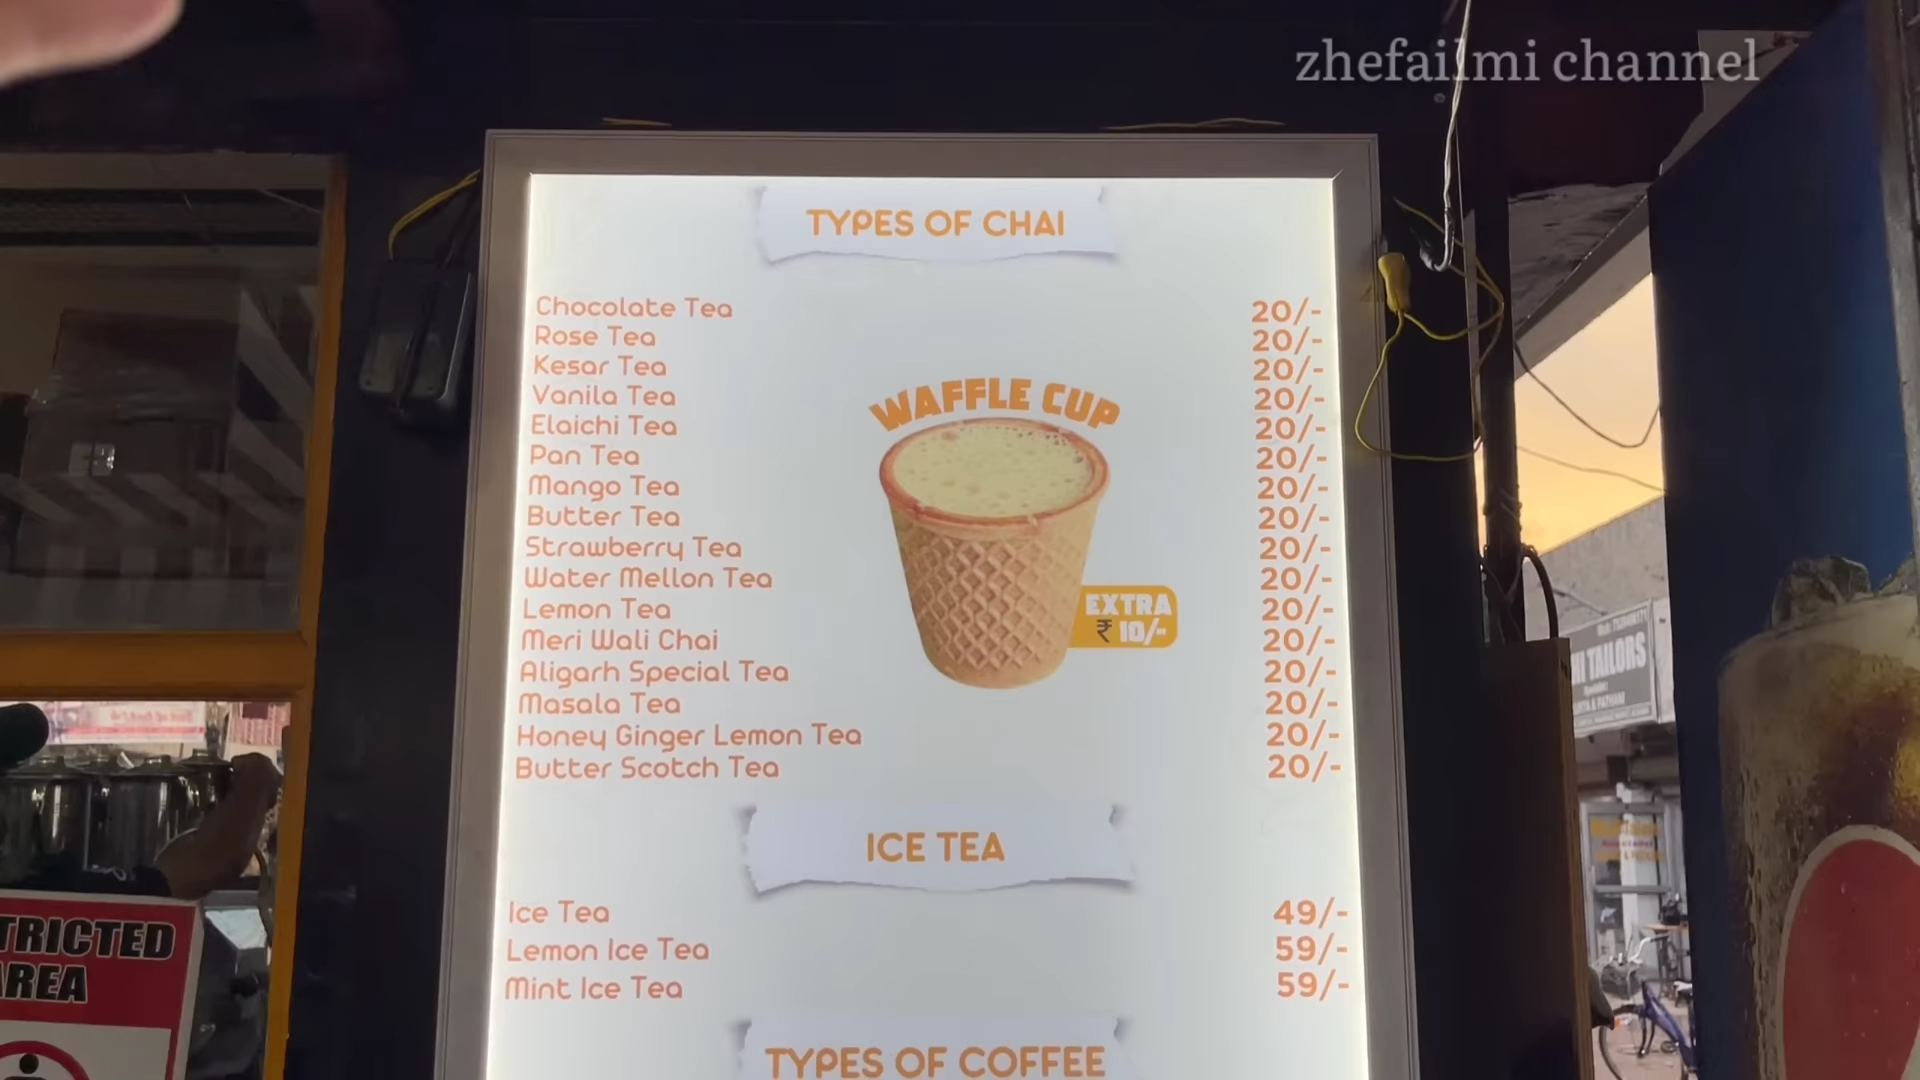 zhefailmi channel
TYPES OF CHAI
Chocolate Tea 20/-
Rose Tea 20/-
Kesar Tea 20/-
Vanila Tea 20/-
Elaichi Tea 20/-
Pan Tea 20/-
Mango Tea 20/-
Butter Tea 20/-
Strawberry Tea 20/-
Water Mellon Tea 20/-
Lemon Tea 20/-
Meri Wali Chai 20/-
Aligarh Special Tea 20/-
Masala Tea 20/-
Honey Ginger Lemon Tea 20/-
Butter Scotch Tea 20/-
WAFFLE CUP
EXTRA
₹ 10/-
ICE TEA
Ice Tea 49/-
Lemon Ice Tea 59/-
Mint Ice Tea 59/-
TYPES OF COFFEE
TRICTED
AREA
TAILORS